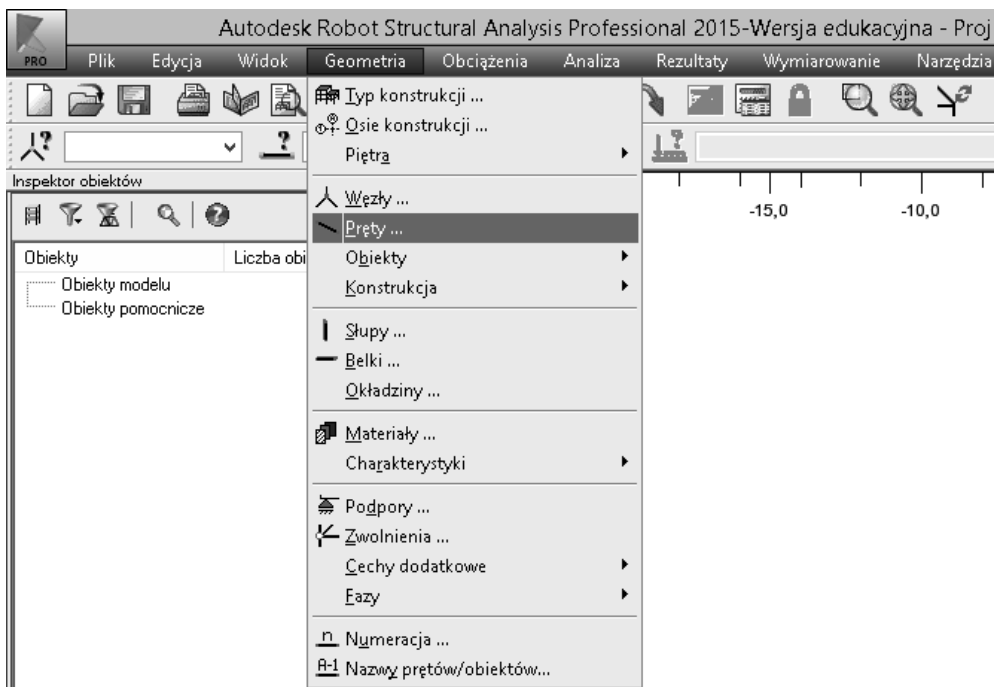 Autodesk Robot Structural Analysis Professional 2015-Wersja edukacyjna - Proj
PRO Plik Edycja Widok Geometria Obciążenia Analiza Rezultaty Wymiarowanie Narzędzia
Typ konstrukcji ...
Osie konstrukcji ...
Piętra
Inspektor obiektów
Węzły ...
-15,0 -10,0
Pręty ...
Obiekty Liczba obi
Obiekty
Obiekty modelu
Konstrukcja
Obiekty pomocnicze
Słupy ...
Belki ...
Okładziny ...
Materiały ...
Charakterystyki
Podpory ...
Zwolnienia ...
Cechy dodatkowe
Fazy
n Numeracja ...
A-1 Nazwy prętów/obiektów...